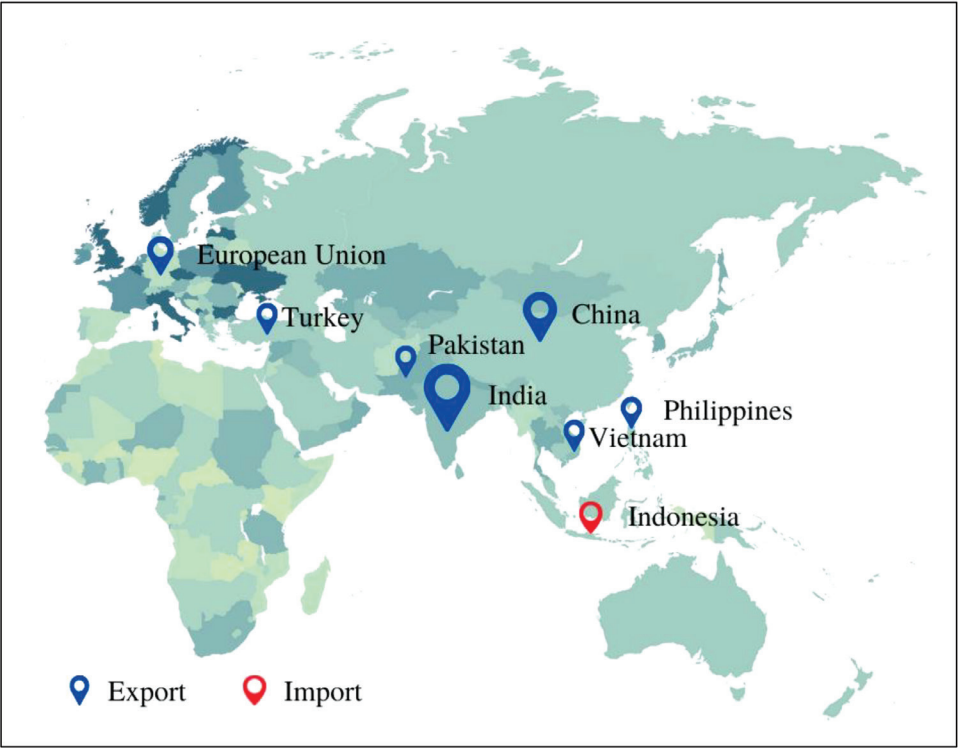 European Union
Turkey
China
Pakistan
India
Philippines
Vietnam
Indonesia
Export
Import